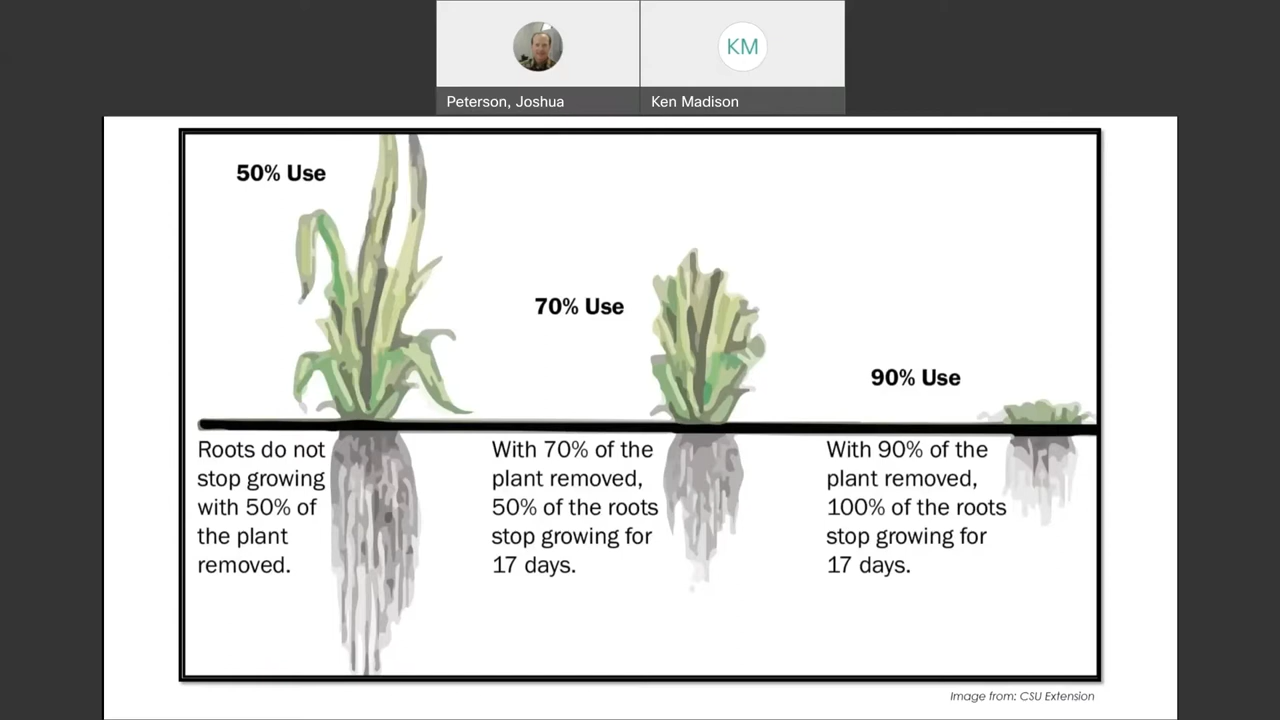 KM
Peterson, Joshua
Ken Madison
50% Use
70% Use
90% Use
Roots do not
stop growing
with 50% of
the plant
removed.
With 70% of the
plant removed,
50% of the roots
stop growing for
17 days.
With 90% of the
plant removed,
100% of the roots
stop growing for
17 days.
Image from: CSU Extension